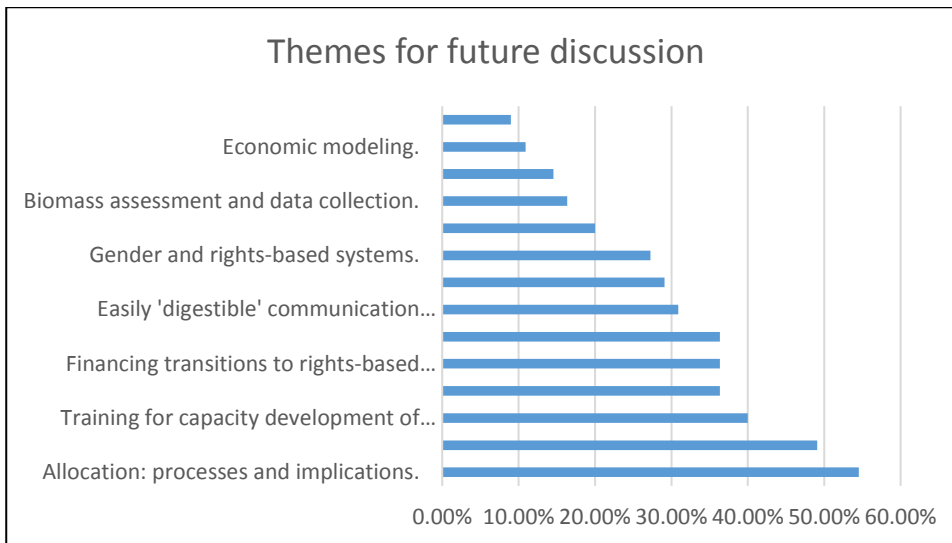 Themes for future discussion
Economic modeling.
Biomass assessment and data collection.
Gender and rights-based systems.
Easily 'digestible' communication...
Financing transitions to rights-based...
Training for capacity development of...
Allocation: processes and implications.
0.00% 10.00% 20.00% 30.00% 40.00% 50.00% 60.00%